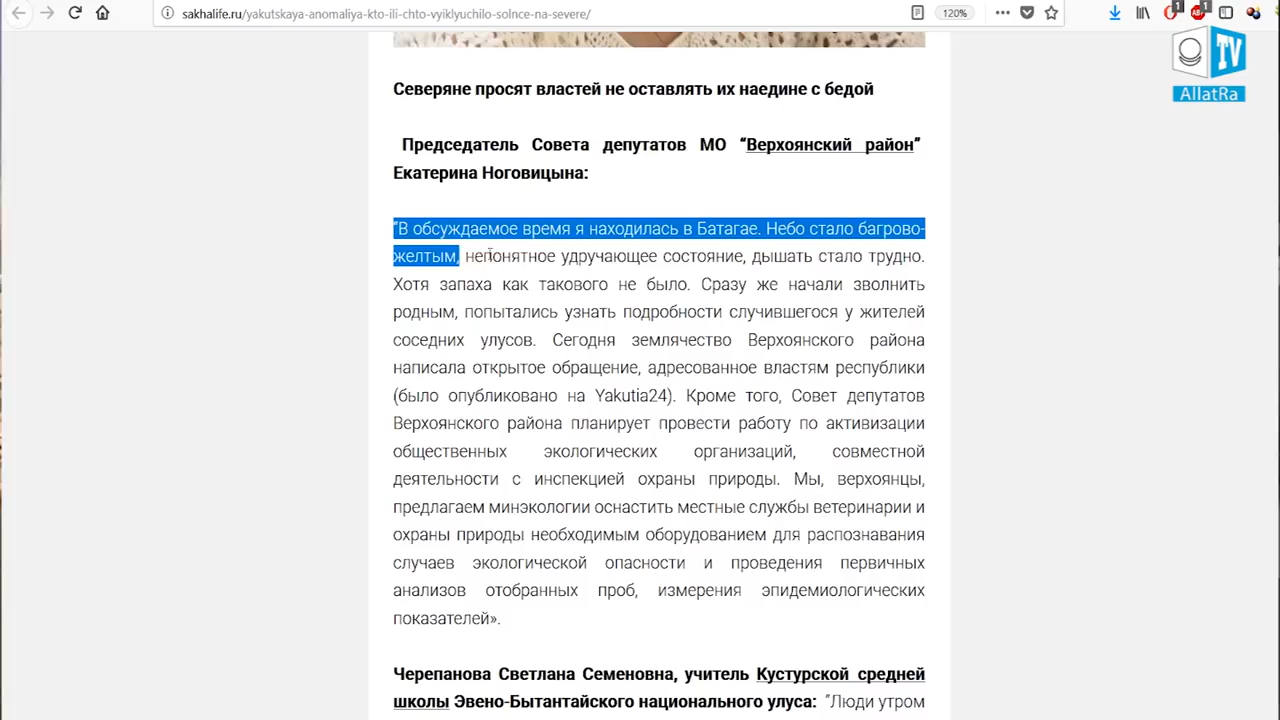 sakhalife.ru/yakutskaya-anomaliya-kto-ili-chto-vyiklyuchilo-solnce-na-severe/
120%
1
1
TV
AllatRa
Северяне просят властей не оставлять их наедине с бедой
Председатель Совета депутатов МО “Верхоянский район”
Екатерина Ноговицына:
“В обсуждаемое время я находилась в Батагае. Небо стало багрово-
желтым, непонятное удручающее состояние, дышать стало трудно.
Хотя запаха как такового не было. Сразу же начали зволнить
родным, попытались узнать подробности случившегося у жителей
соседних улусов. Сегодня землячество Верхоянского района
написала открытое обращение, адресованное властям республики
(было опубликовано на Yakutia24). Кроме того, Совет депутатов
Верхоянского района планирует провести работу по активизации
общественных экологических организаций, совместной
деятельности с инспекцией охраны природы. Мы, верхоянцы,
предлагаем минэкологии оснастить местные службы ветеринарии и
охраны природы необходимым оборудованием для распознавания
случаев экологической опасности и проведения первичных
анализов отобранных проб, измерения эпидемиологических
показателей».
Черепанова Светлана Семеновна, учитель Кустурской средней
школы Эвено-Бытантайского национального улуса: “Люди утром